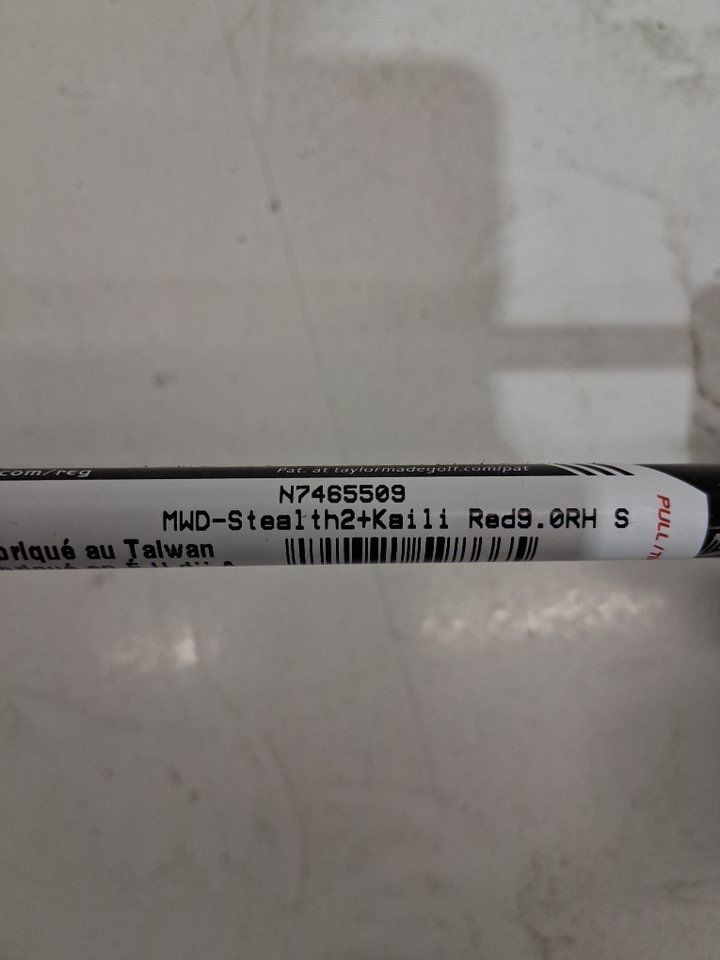 .com/reg
Pat. at taylormadegolf.com/pat
N7465509
MWD-Stealth2+Kaili Red9.0RH S
PULL /
briqué au Taiwan